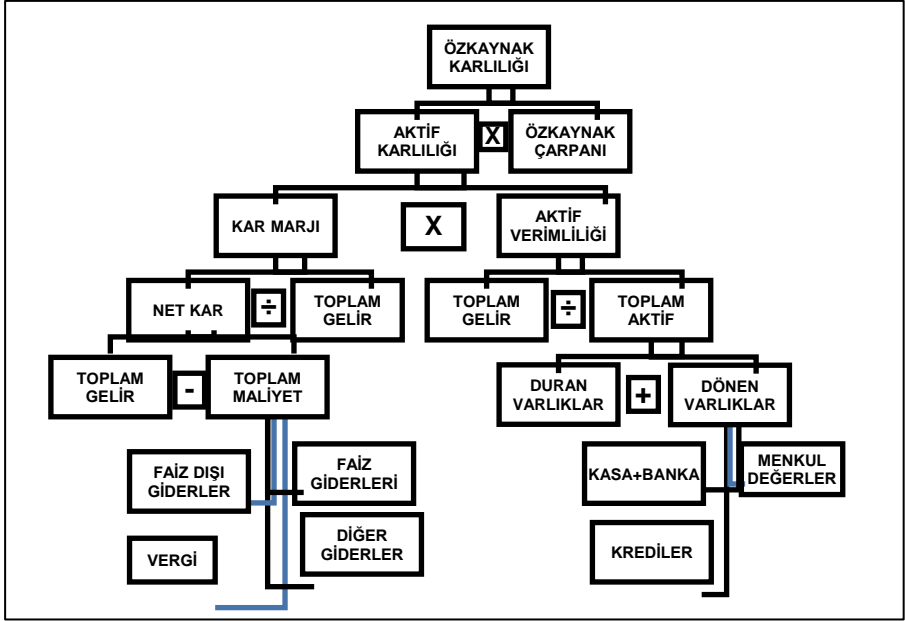 ÖZKAYNAK
KARLILIĞI
AKTİF
KARLILIĞI
X
ÖZKAYNAK
ÇARPANI
KAR MARJI
X
AKTİF
VERİMLİLİĞİ
NET KAR
÷
TOPLAM
GELİR
TOPLAM
GELİR
÷
TOPLAM
AKTİF
TOPLAM
GELİR
-
TOPLAM
MALİYET
DURAN
VARLIKLAR
+
DÖNEN
VARLIKLAR
FAİZ DIŞI
GİDERLER
FAİZ
GİDERLERİ
KASA+BANKA
MENKUL
DEĞERLER
VERGİ
DİĞER
GİDERLER
KREDİLER